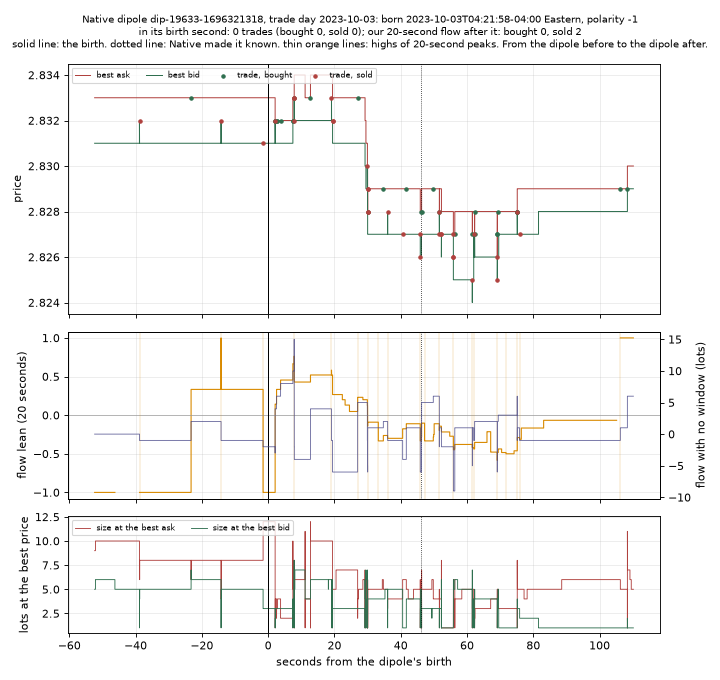 Native dipole dip-19633-1696321318, trade day 2023-10-03: born 2023-10-03T04:21:58-04:00 Eastern, polarity -1
in its birth second: 0 trades (bought 0, sold 0); our 20-second flow after it: bought 0, sold 2
solid line: the birth. dotted line: Native made it known. thin orange lines: highs of 20-second peaks. From the dipole before to the dipole after.
best ask
best bid
trade, bought
trade, sold
2.834
2.832
2.830
2.828
2.826
2.824
price
1.0
0.5
0.0
−0.5
−1.0
flow lean (20 seconds)
15
10
5
0
−5
−10
flow with no window (lots)
size at the best ask
size at the best bid
12.5
10.0
7.5
5.0
2.5
lots at the best price
−60
−40
−20
0
20
40
60
80
100
seconds from the dipole's birth